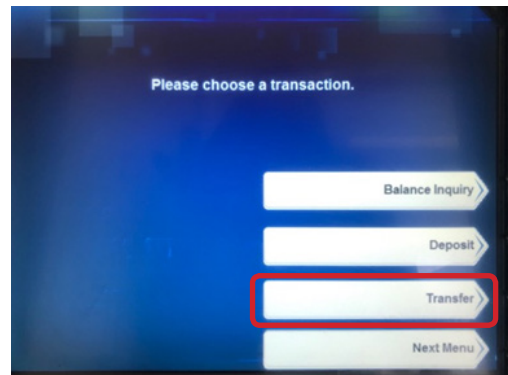 Please choose a transaction.
Balance Inquiry
Deposit
Transfer
Next Menu